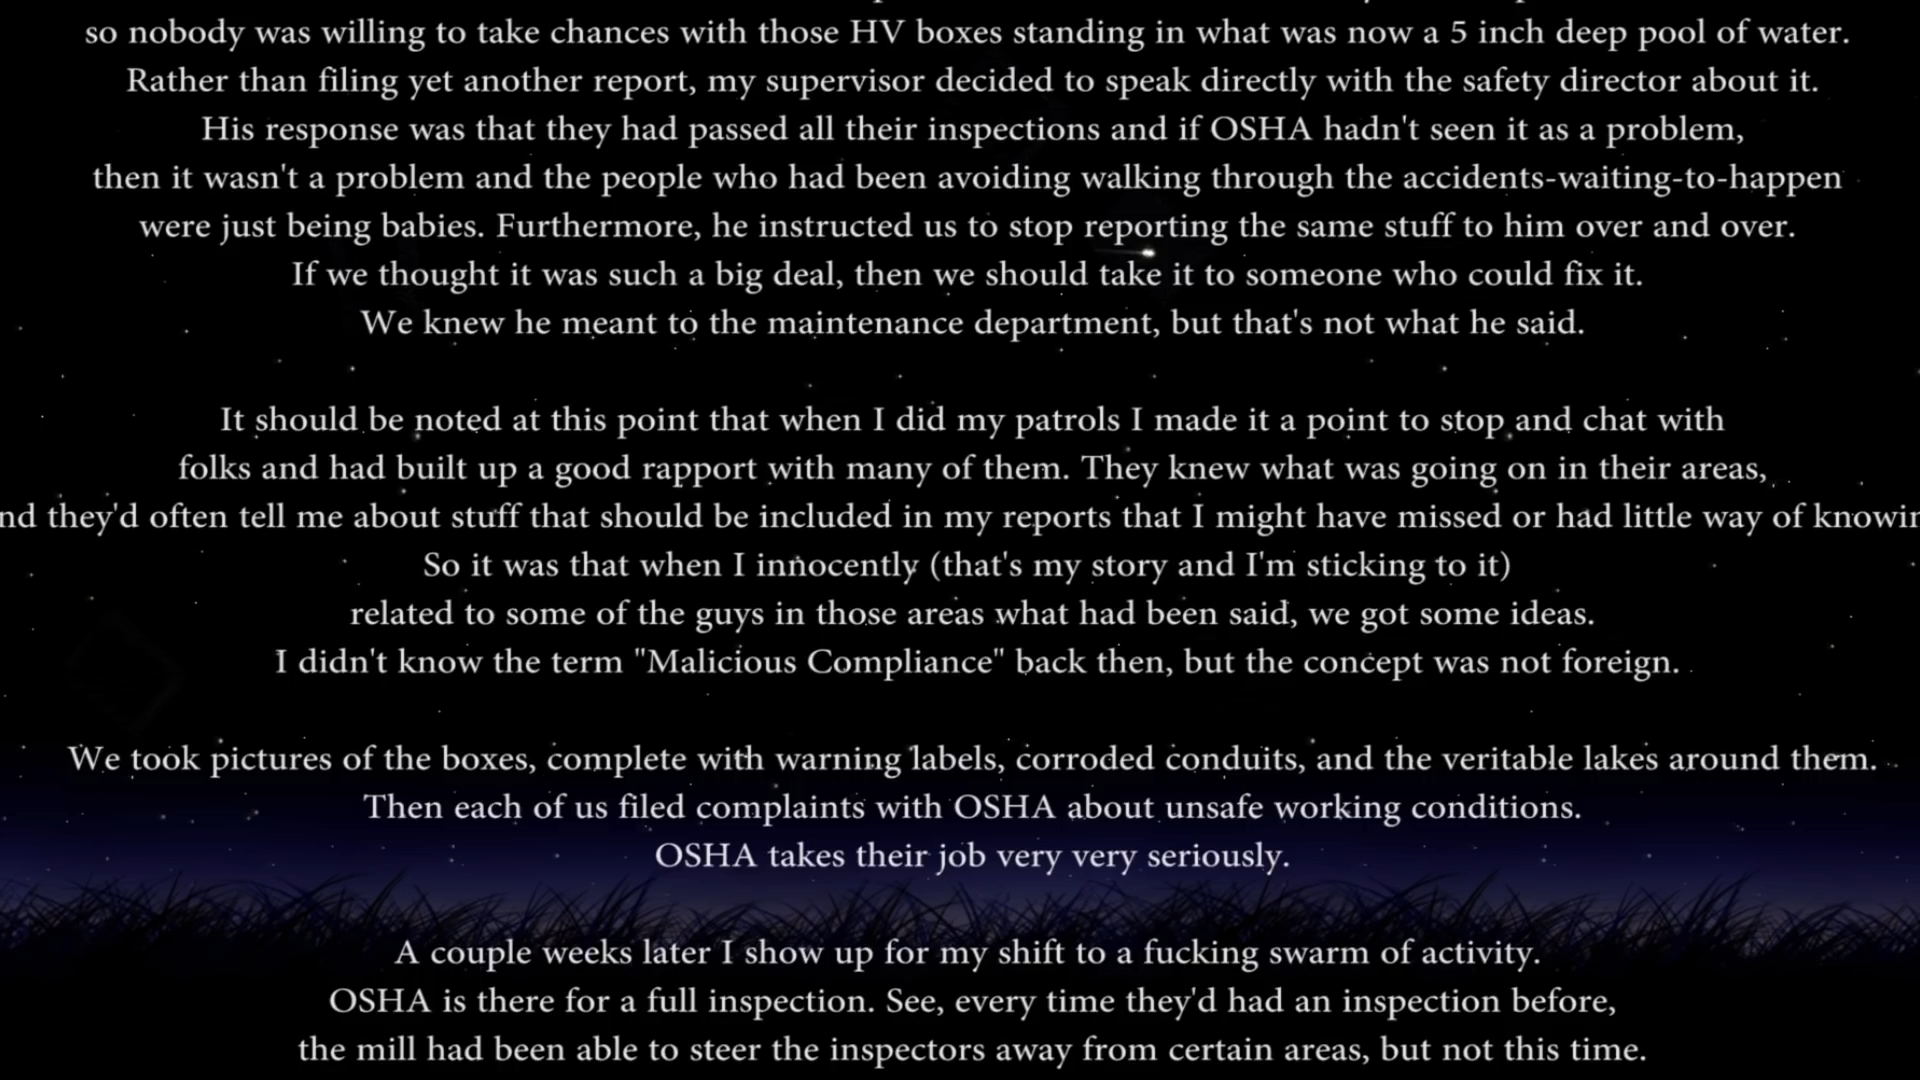 so nobody was willing to take chances with those HV boxes standing in what was now a 5 inch deep pool of water.
Rather than filing yet another report, my supervisor decided to speak directly with the safety director about it.
His response was that they had passed all their inspections and if OSHA hadn't seen it as a problem,
then it wasn't a problem and the people who had been avoiding walking through the accidents-waiting-to-happen
were just being babies. Furthermore, he instructed us to stop reporting the same stuff to him over and over.
If we thought it was such a big deal, then we should take it to someone who could fix it.
We knew he meant to the maintenance department, but that's not what he said.
It should be noted at this point that when I did my patrols I made it a point to stop and chat with
folks and had built up a good rapport with many of them. They knew what was going on in their areas,
nd they'd often tell me about stuff that should be included in my reports that I might have missed or had little way of knowin
So it was that when I innocently (that's my story and I'm sticking to it)
related to some of the guys in those areas what had been said, we got some ideas.
I didn't know the term "Malicious Compliance" back then, but the concept was not foreign.
We took pictures of the boxes, complete with warning labels, corroded conduits, and the veritable lakes around them.
Then each of us filed complaints with OSHA about unsafe working conditions.
OSHA takes their job very very seriously.
A couple weeks later I show up for my shift to a fucking swarm of activity.
OSHA is there for a full inspection. See, every time they'd had an inspection before,
the mill had been able to steer the inspectors away from certain areas, but not this time.